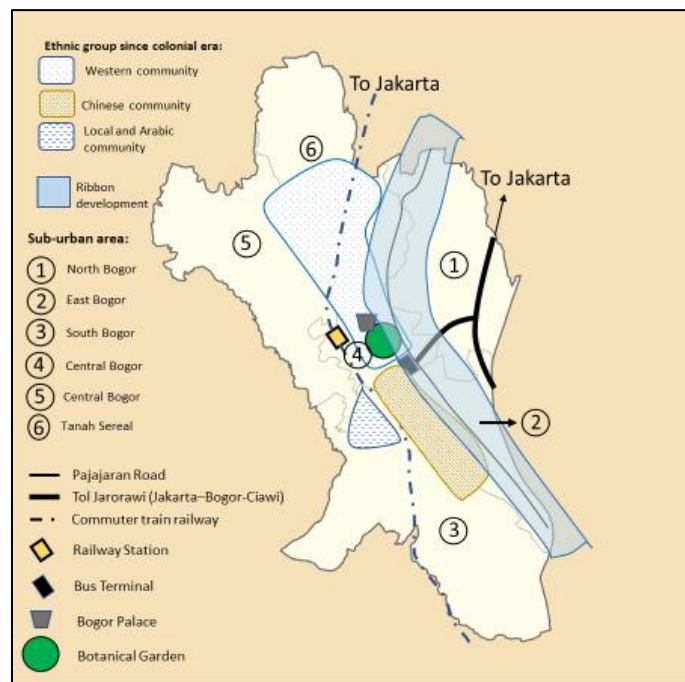 Ethnic group since colonial era:
Western community
Chinese community
Local and Arabic
community
Ribbon
development
Sub-urban area:
1 North Bogor
2 East Bogor
3 South Bogor
4 Central Bogor
5 Central Bogor
6 Tanah Sereal
Pajajaran Road
Tol Jarorawi (Jakarta–Bogor-Ciawi)
Commuter train railway
Railway Station
Bus Terminal
Bogor Palace
Botanical Garden
To Jakarta
6
To Jakarta
5
1
4
2
3